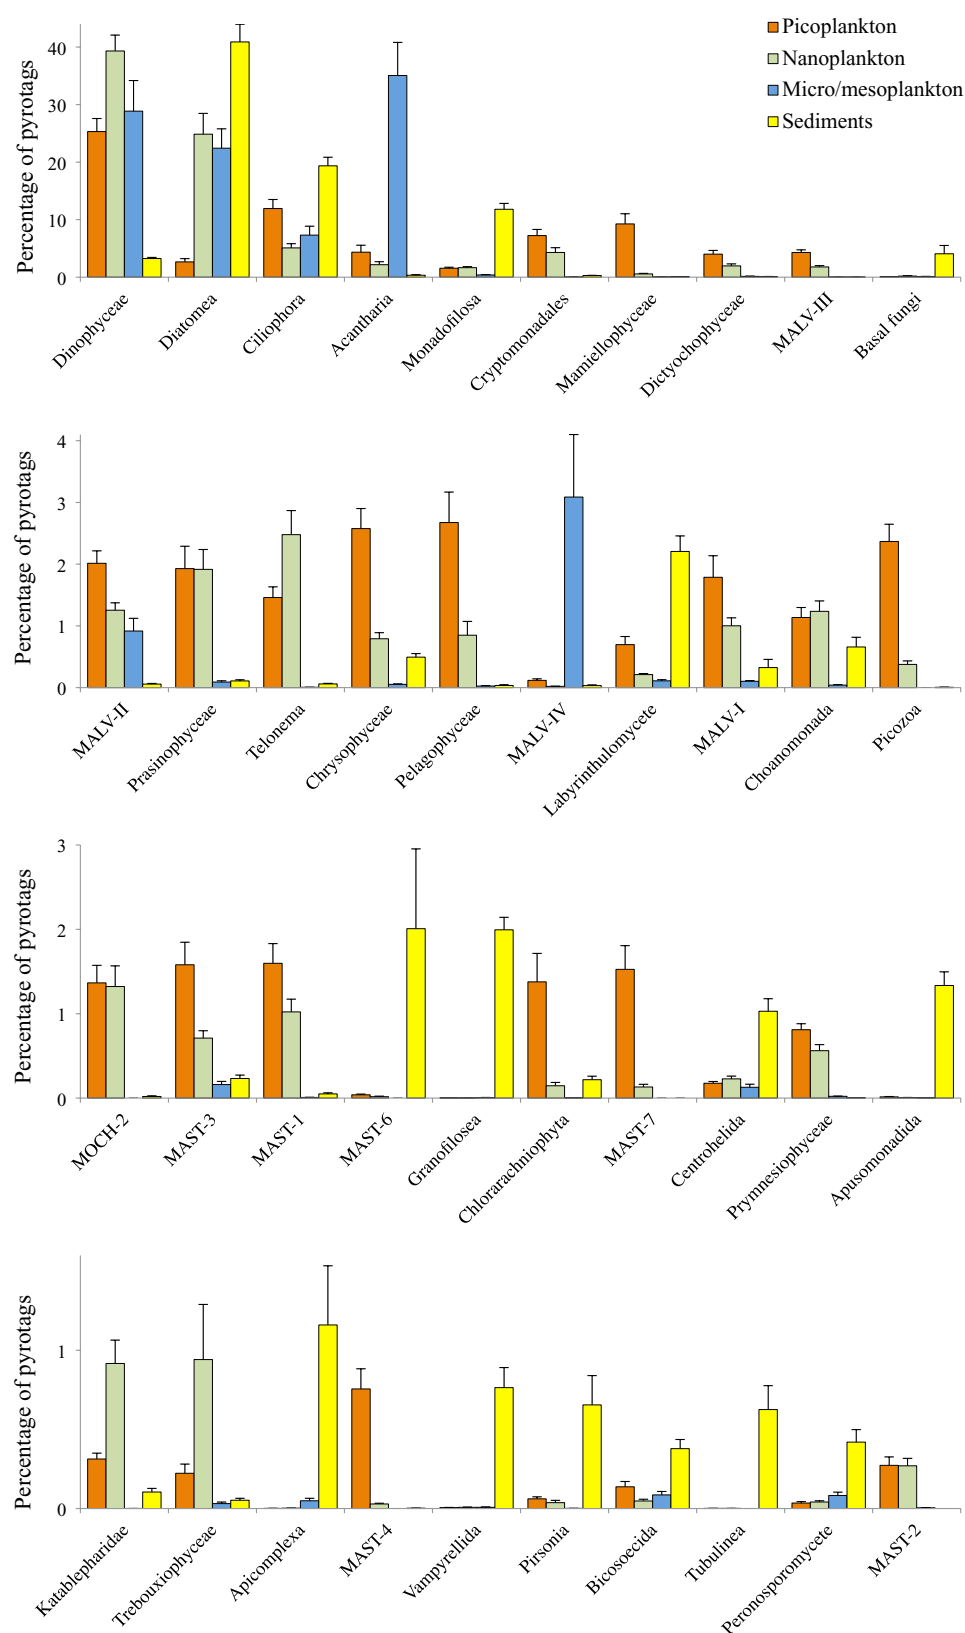 Picoplankton
Nanoplankton
Micro/mesoplankton
Sediments
Percentage of pyrotags
40
30
20
10
0
Dinophyceae
Diatomea
Ciliophora
Acantharia
Monadofilosa
Cryptomonadales
Mamiellophyceae
Dictyochophyceae
MALV-III
Basal fungi
Percentage of pyrotags
4
3
2
1
0
MALV-II
Prasinophyceae
Telonema
Chrysophyceae
Pelagophyceae
MALV-IV
Labyrinthulomycete
MALV-I
Choanomonada
Picozoa
Percentage of pyrotags
3
2
1
0
MOCH-2
MAST-3
MAST-1
MAST-6
Granofilosea
Chlorarachniophyta
MAST-7
Centrohelida
Prymnesiophyceae
Apusomonadida
Percentage of pyrotags
1
0
Katablepharidae
Trebouxiophyceae
Apicomplexa
MAST-4
Vampyrellida
Pirsonia
Bicosoecida
Tubulinea
Peronosporomycete
MAST-2